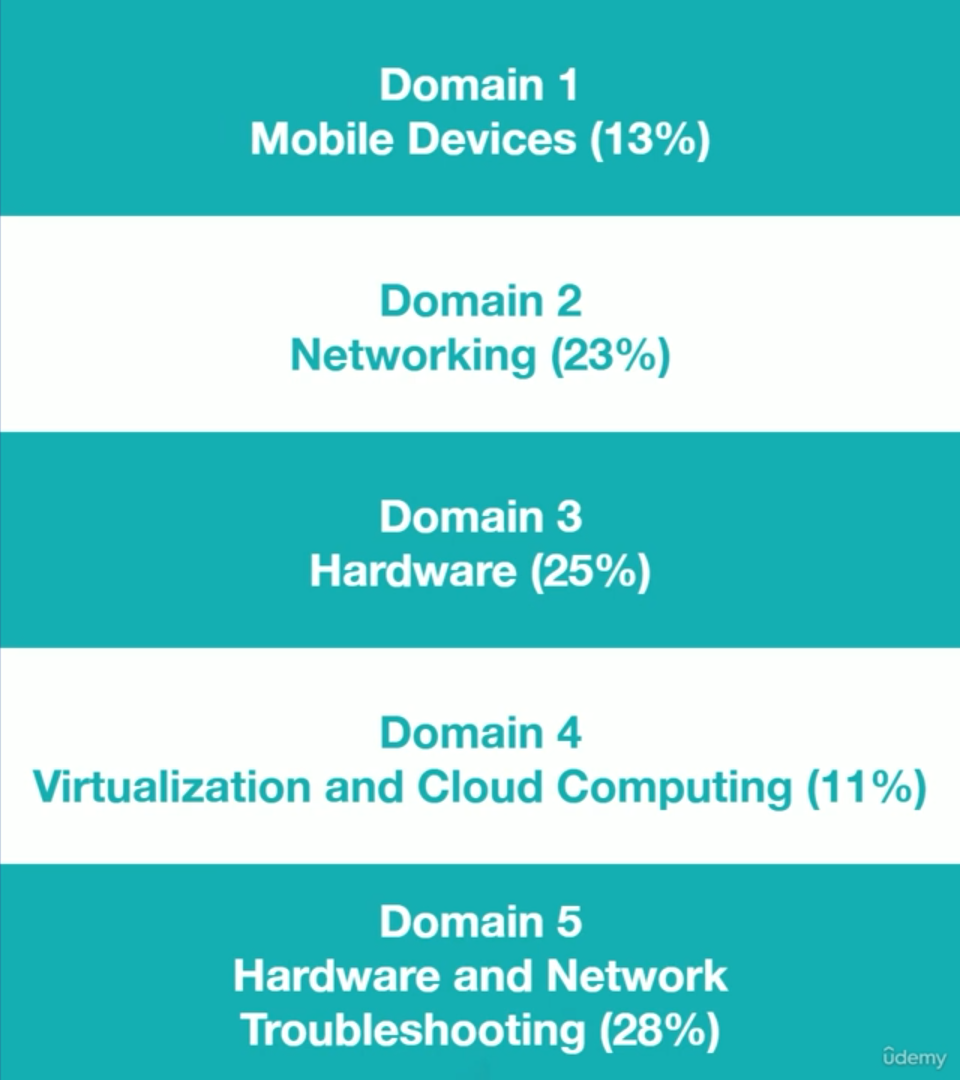 Domain 1
Mobile Devices (13%)
Domain 2
Networking (23%)
Domain 3
Hardware (25%)
Domain 4
Virtualization and Cloud Computing (11%)
Domain 5
Hardware and Network
Troubleshooting (28%)
ûdemy